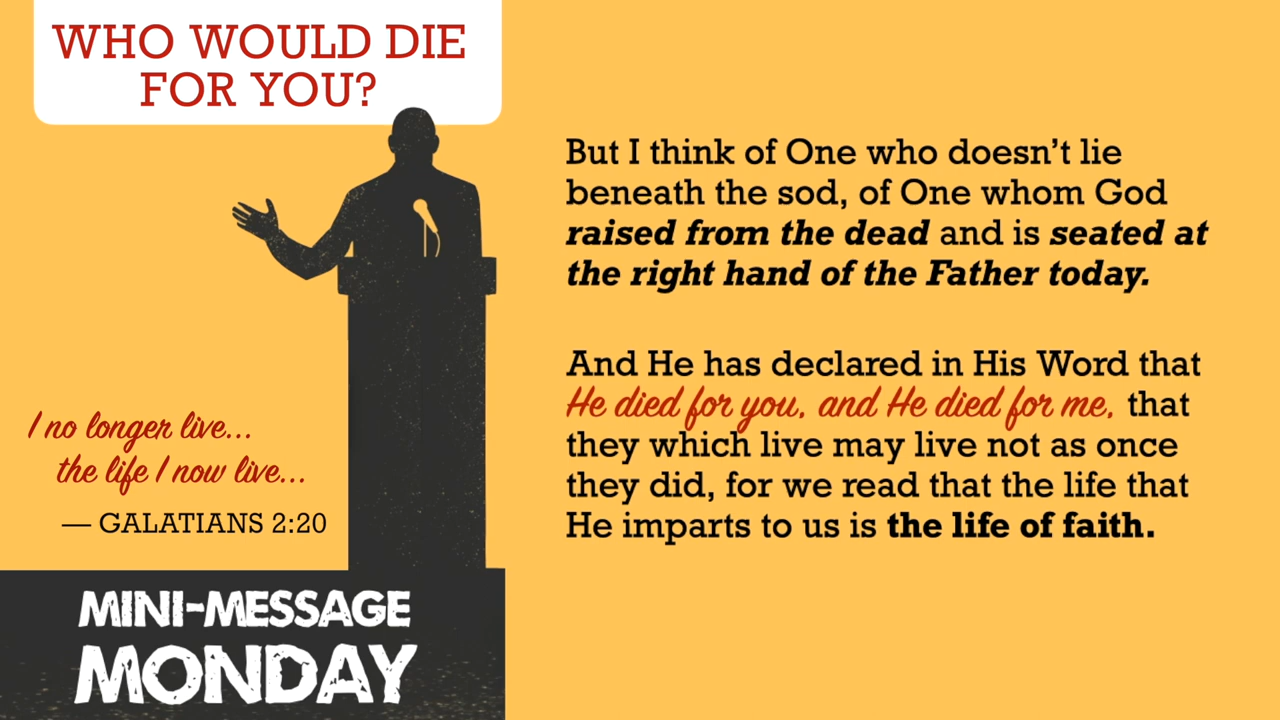 WHO WOULD DIE
FOR YOU?
But I think of One who doesn't lie
beneath the sod, of One whom God
raised from the dead and is seated at
the right hand of the Father today.
And He has declared in His Word that
He died for you, and He died for me, that
they which live may live not as once
they did, for we read that the life that
He imparts to us is the life of faith.
I no longer live...
the life I now live...
— GALATIANS 2:20
MINI-MESSAGE
MONDAY